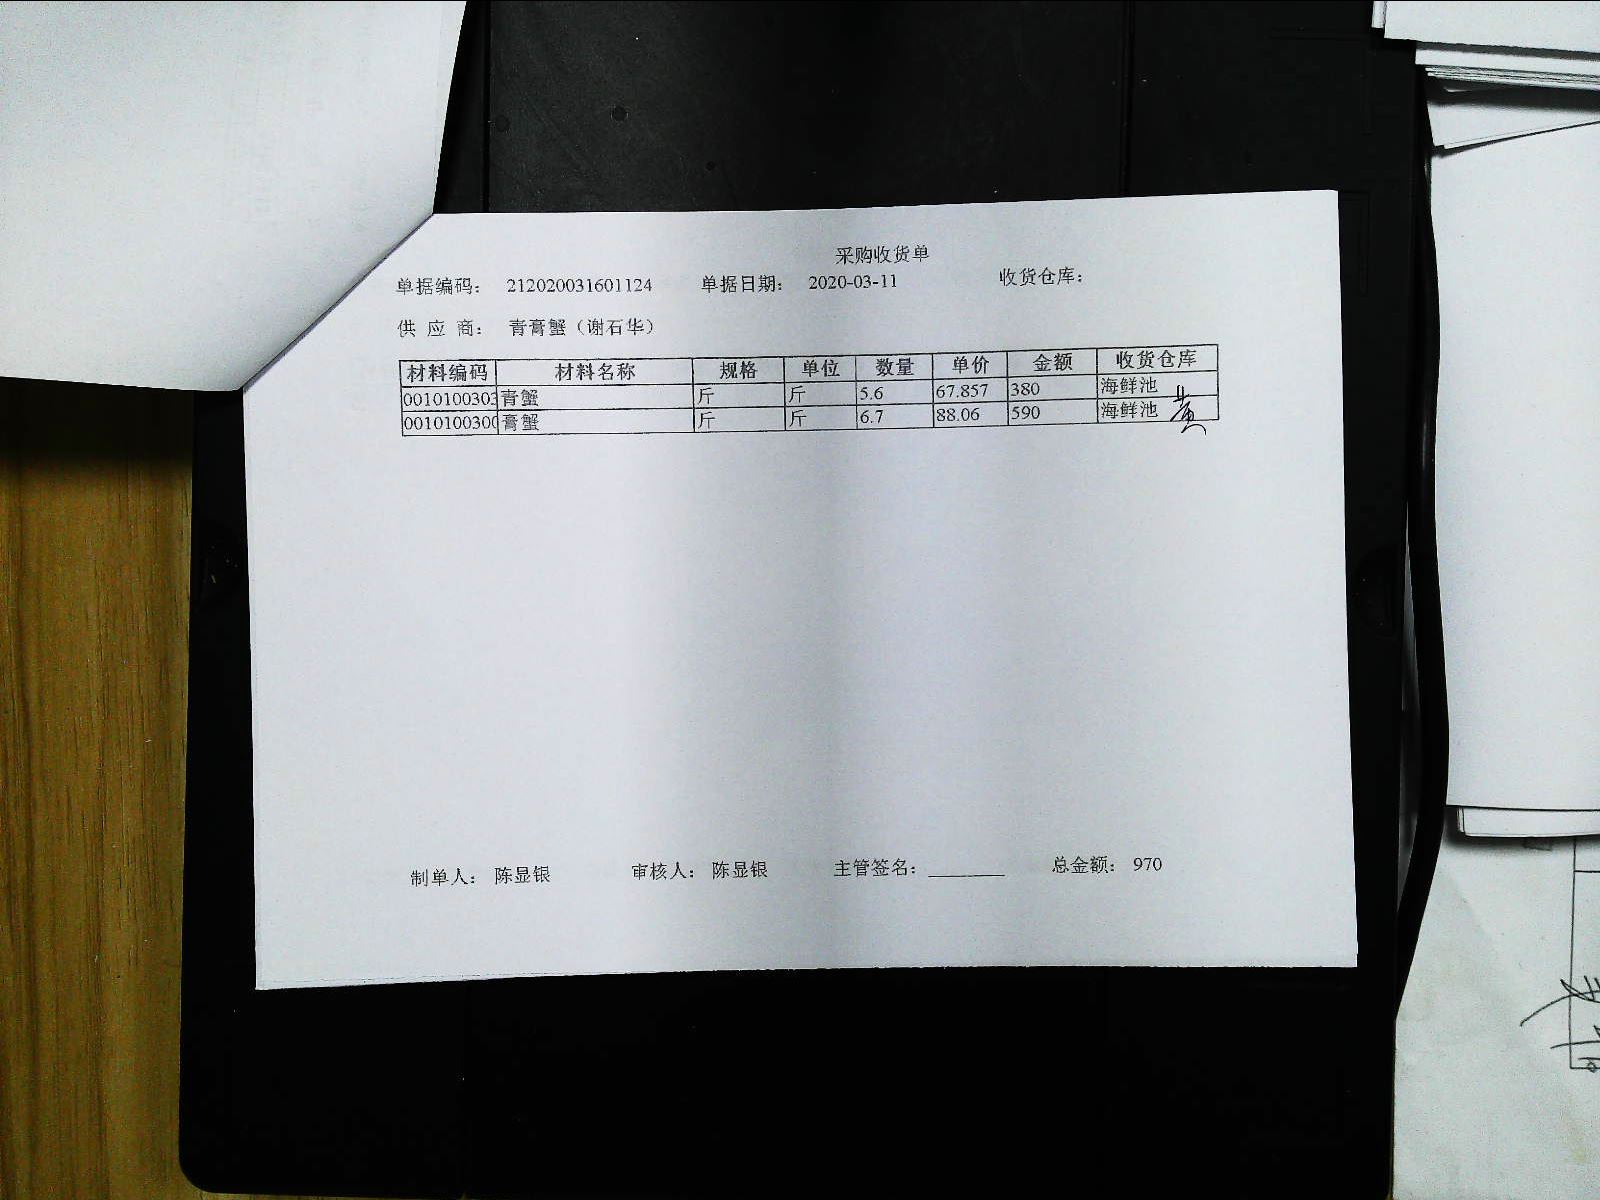 采购收货单
单据编码： 212020031601124 单据日期： 2020-03-11 收货仓库：
供 应 商： 青膏蟹（谢石华）
材料编码 材料名称 规格 单位 数量 单价 金额 收货仓库
0010100303 青蟹 斤 斤 5.6 67.857 380 海鲜池
0010100300 膏蟹 斤 斤 6.7 88.06 590 海鲜池
黄
制单人： 陈显银 审核人： 陈显银 主管签名：________ 总金额： 970